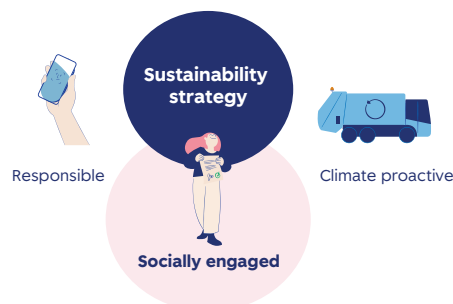 Sustainability
strategy
Responsible
Climate proactive
Socially engaged